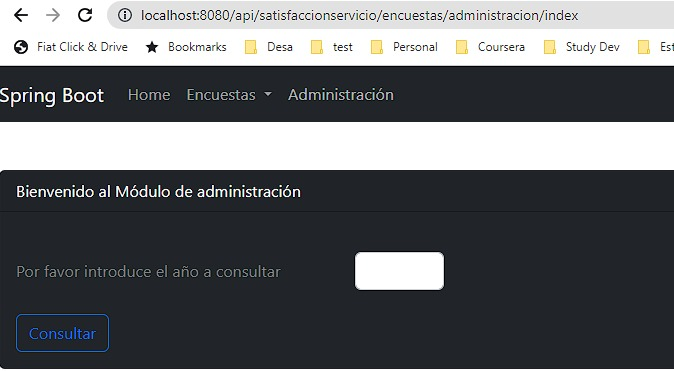 localhost:8080/api/satisfaccionservicio/encuestas/administracion/index
Fiat Click & Drive Bookmarks Desa test Personal Coursera Study Dev Est
Spring Boot Home Encuestas Administración
Bienvenido al Módulo de administración
Por favor introduce el año a consultar
Consultar